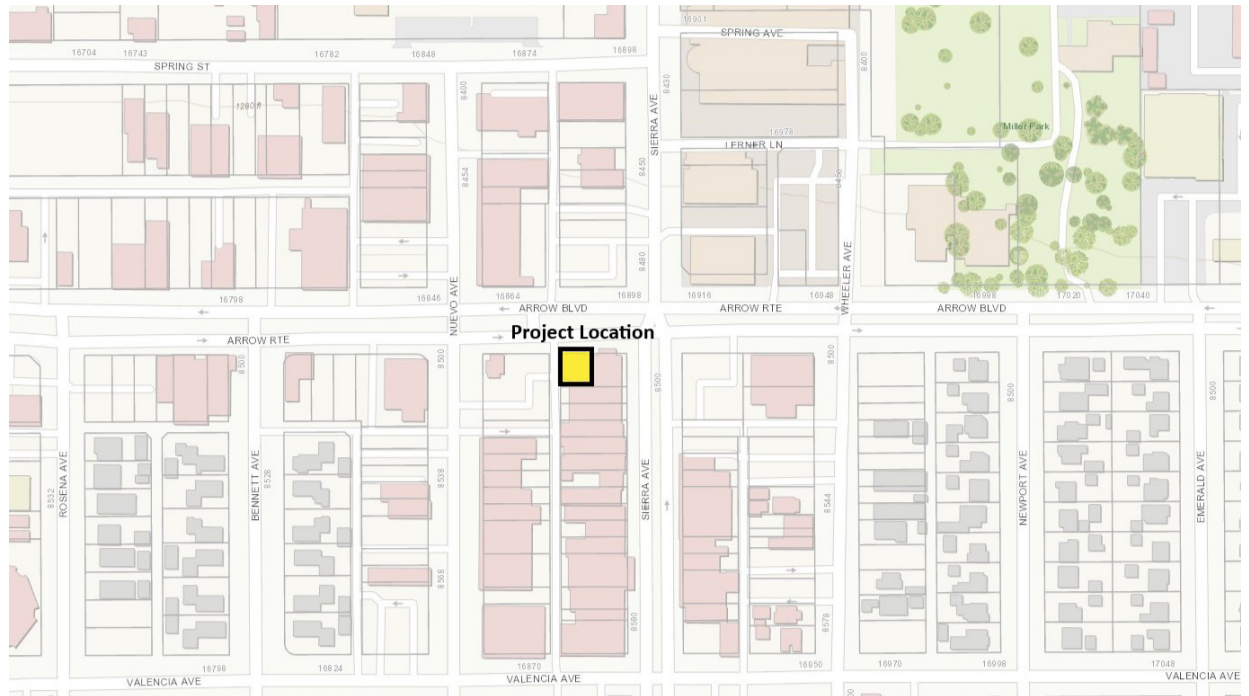 16901
16704
16743
16782
16848
16874
16898
SPRING AVE
SPRING ST
8400
8400
8430
1260 ft
Miller Park
16978
LERNER LN
SIERRA AVE
8454
8450
8450
8480
16798
16846
16864
16898
16916
16948
16998
17020
17040
NUEVO AVE
WHEELER AVE
ARROW BLVD
ARROW RTE
ARROW BLVD
Project Location
ARROW RTE
8500
8500
8500
8500
8500
8500
ROSENA AVE
8532
BENNETT AVE
8528
8538
8568
SIERRA AVE
8544
8580
8578
NEWPORT AVE
EMERALD AVE
16798
16824
16870
16950
16970
16998
17048
VALENCIA AVE
VALENCIA AVE
VALENCIA AVE